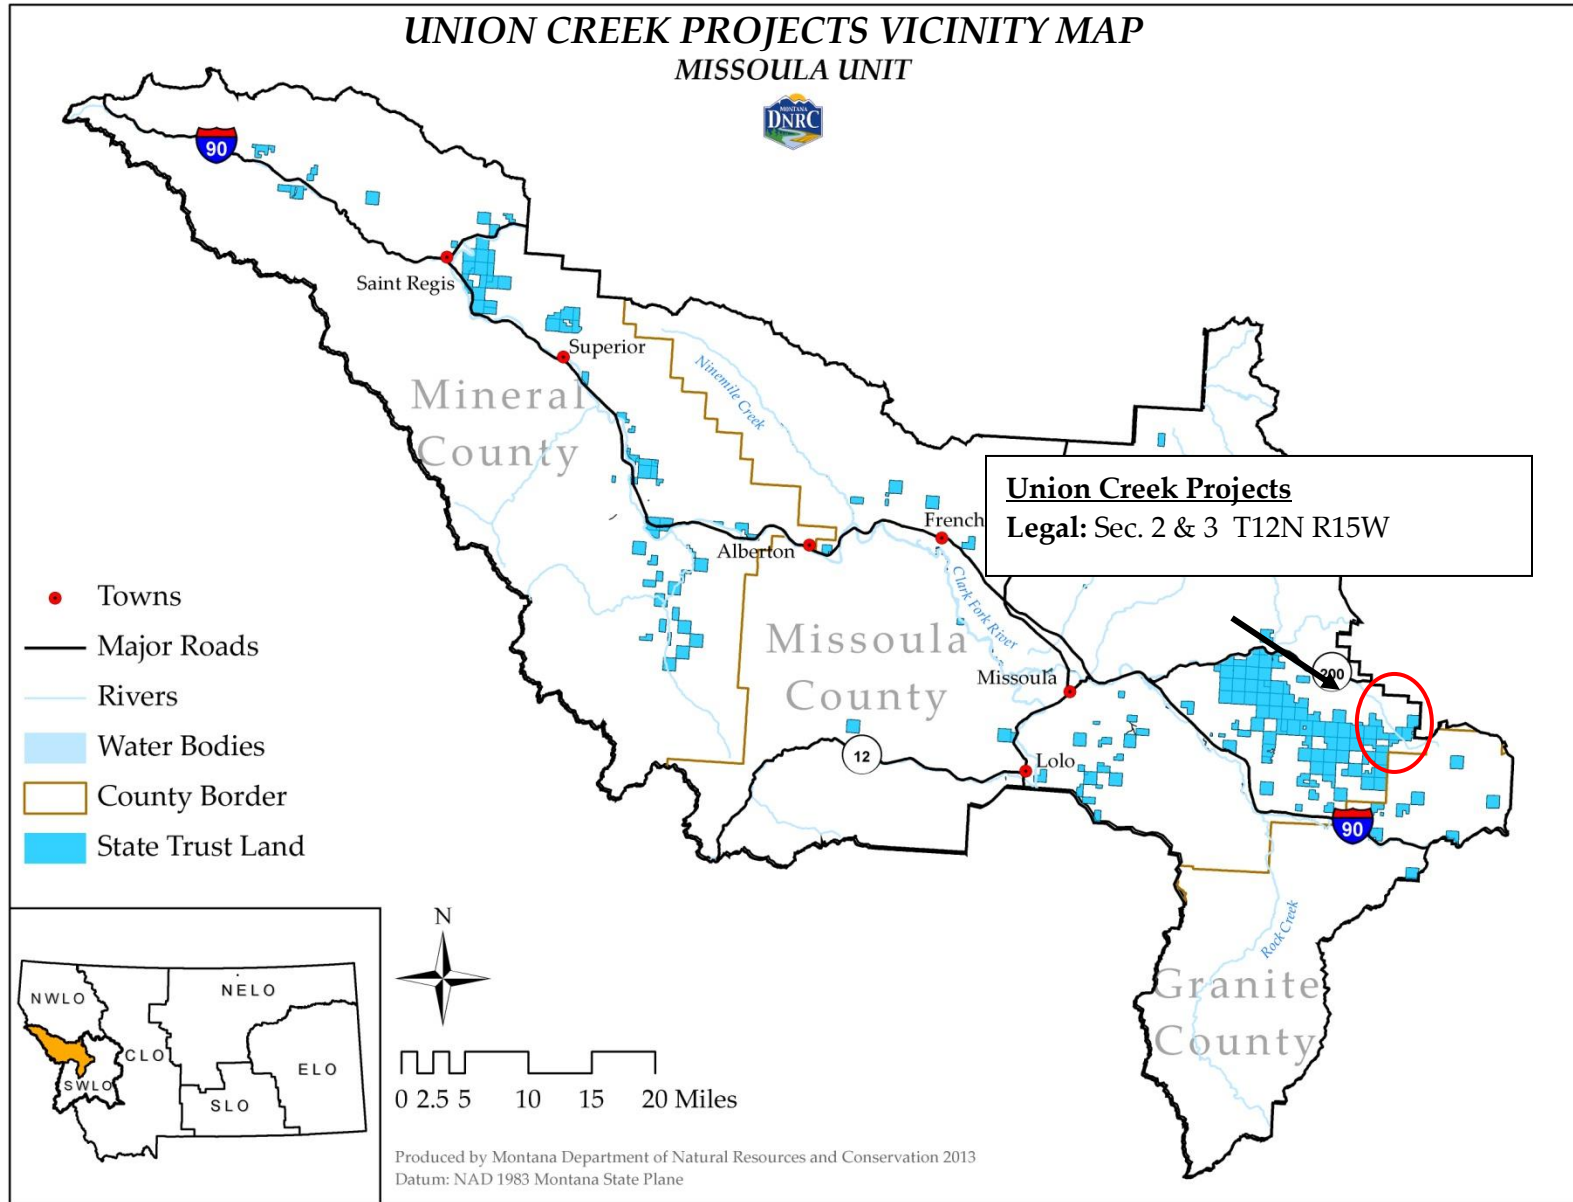 UNION CREEK PROJECTS VICINITY MAP
MISSOULA UNIT
MONTANA
DNRC
90
Saint Regis
Superior
Mineral
County
Ninemile Creek
Union Creek Projects
Legal: Sec. 2 & 3 T12N R15W
French
Alberton
Clark Fork River
Missoula
County
Missoula
200
12
Lolo
90
Rock Creek
Granite
County
Towns
Major Roads
Rivers
Water Bodies
County Border
State Trust Land
N
NWLO
NELO
CLO
SWLO
SLO
ELO
0 2.5 5 10 15 20 Miles
Produced by Montana Department of Natural Resources and Conservation 2013
Datum: NAD 1983 Montana State Plane